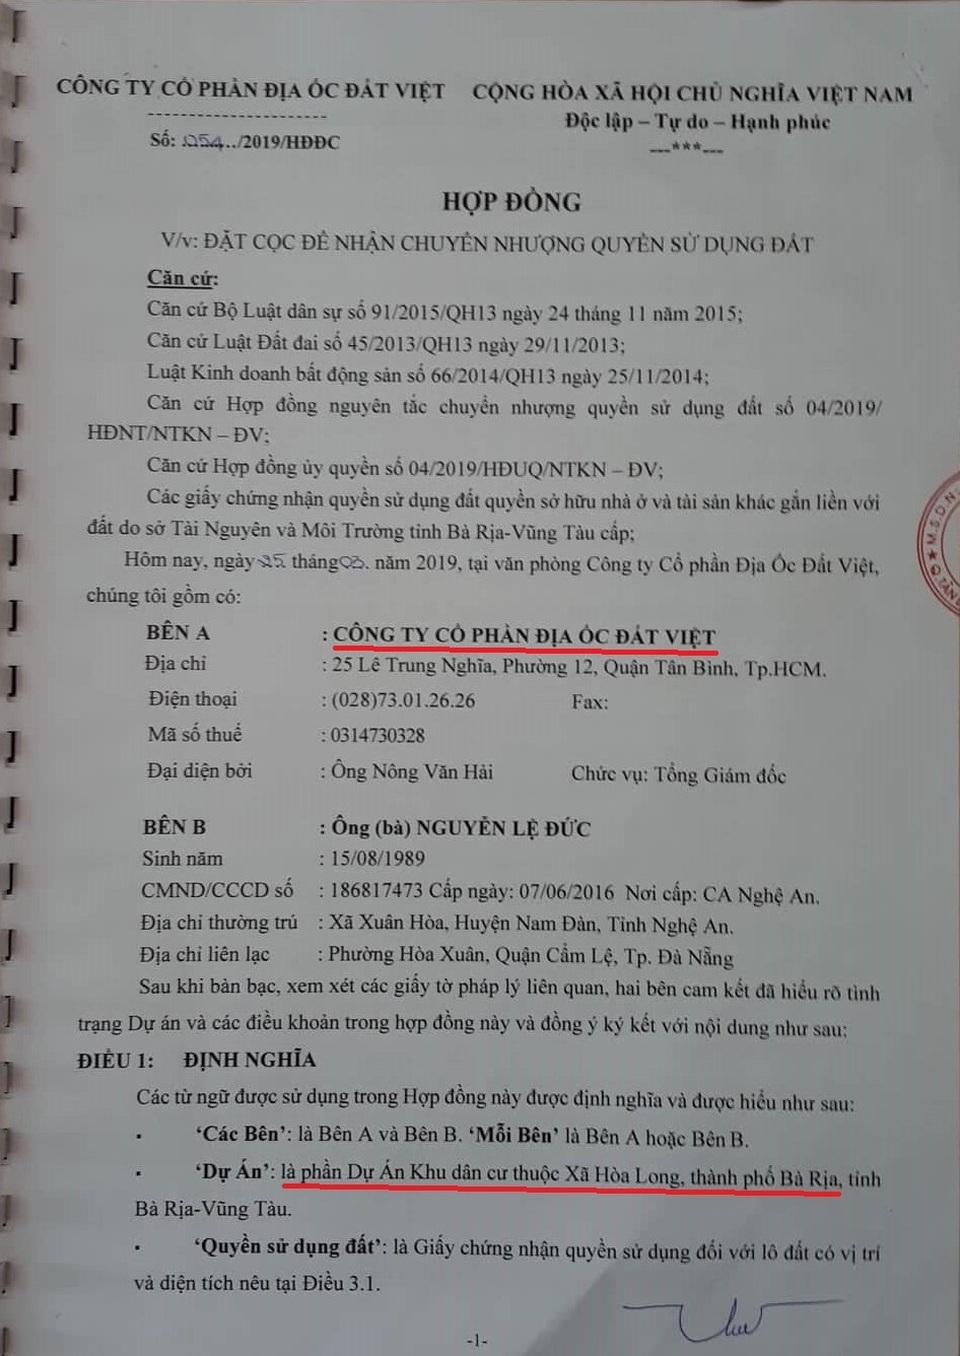 CÔNG TY CỔ PHẦN ĐỊA ỐC ĐẤT VIỆT
CỘNG HÒA XÃ HỘI CHỦ NGHĨA VIỆT NAM
Độc lập – Tự do – Hạnh phúc
Số: 054../2019/HĐĐC
___***___
HỢP ĐỒNG
V/v: ĐẶT CỌC ĐỂ NHẬN CHUYỂN NHƯỢNG QUYỀN SỬ DỤNG ĐẤT
Căn cứ:
Căn cứ Bộ Luật dân sự số 91/2015/QH13 ngày 24 tháng 11 năm 2015;
Căn cứ Luật Đất đai số 45/2013/QH13 ngày 29/11/2013;
Luật Kinh doanh bất động sản số 66/2014/QH13 ngày 25/11/2014;
Căn cứ Hợp đồng nguyên tắc chuyển nhượng quyền sử dụng đất số 04/2019/
HĐNT/NTKN – ĐV;
Căn cứ Hợp đồng ủy quyền số 04/2019/HĐUQ/NTKN – ĐV;
Các giấy chứng nhận quyền sử dụng đất quyền sở hữu nhà ở và tài sản khác gắn liền với
đất do sở Tài Nguyên và Môi Trường tỉnh Bà Rịa-Vũng Tàu cấp;
Hôm nay, ngày 25 tháng 03. năm 2019, tại văn phòng Công ty Cổ phần Địa Ốc Đất Việt,
chúng tôi gồm có:
BÊN A : CÔNG TY CỔ PHẦN ĐỊA ỐC ĐẤT VIỆT
Địa chỉ : 25 Lê Trung Nghĩa, Phường 12, Quận Tân Bình, Tp.HCM.
Điện thoại : (028)73.01.26.26 Fax:
Mã số thuế : 0314730328
Đại diện bởi : Ông Nông Văn Hải Chức vụ: Tổng Giám đốc
BÊN B : Ông (bà) NGUYỄN LỆ ĐỨC
Sinh năm : 15/08/1989
CMND/CCCD số : 186817473 Cấp ngày: 07/06/2016 Nơi cấp: CA Nghệ An.
Địa chỉ thường trú : Xã Xuân Hòa, Huyện Nam Đàn, Tỉnh Nghệ An.
Địa chỉ liên lạc : Phường Hòa Xuân, Quận Cẩm Lệ, Tp. Đà Nẵng
Sau khi bàn bạc, xem xét các giấy tờ pháp lý liên quan, hai bên cam kết đã hiểu rõ tình
trạng Dự án và các điều khoản trong hợp đồng này và đồng ý ký kết với nội dung như sau:
ĐIỀU 1: ĐỊNH NGHĨA
Các từ ngữ được sử dụng trong Hợp đồng này được định nghĩa và được hiểu như sau:
▪ ‘Các Bên’: là Bên A và Bên B. ‘Mỗi Bên’ là Bên A hoặc Bên B.
▪ ‘Dự Án’: là phần Dự Án Khu dân cư thuộc Xã Hòa Long, thành phố Bà Rịa, tỉnh
Bà Rịa-Vũng Tàu.
▪ ‘Quyền sử dụng đất’: là Giấy chứng nhận quyền sử dụng đối với lô đất có vị trí
và diện tích nêu tại Điều 3.1.
-1-